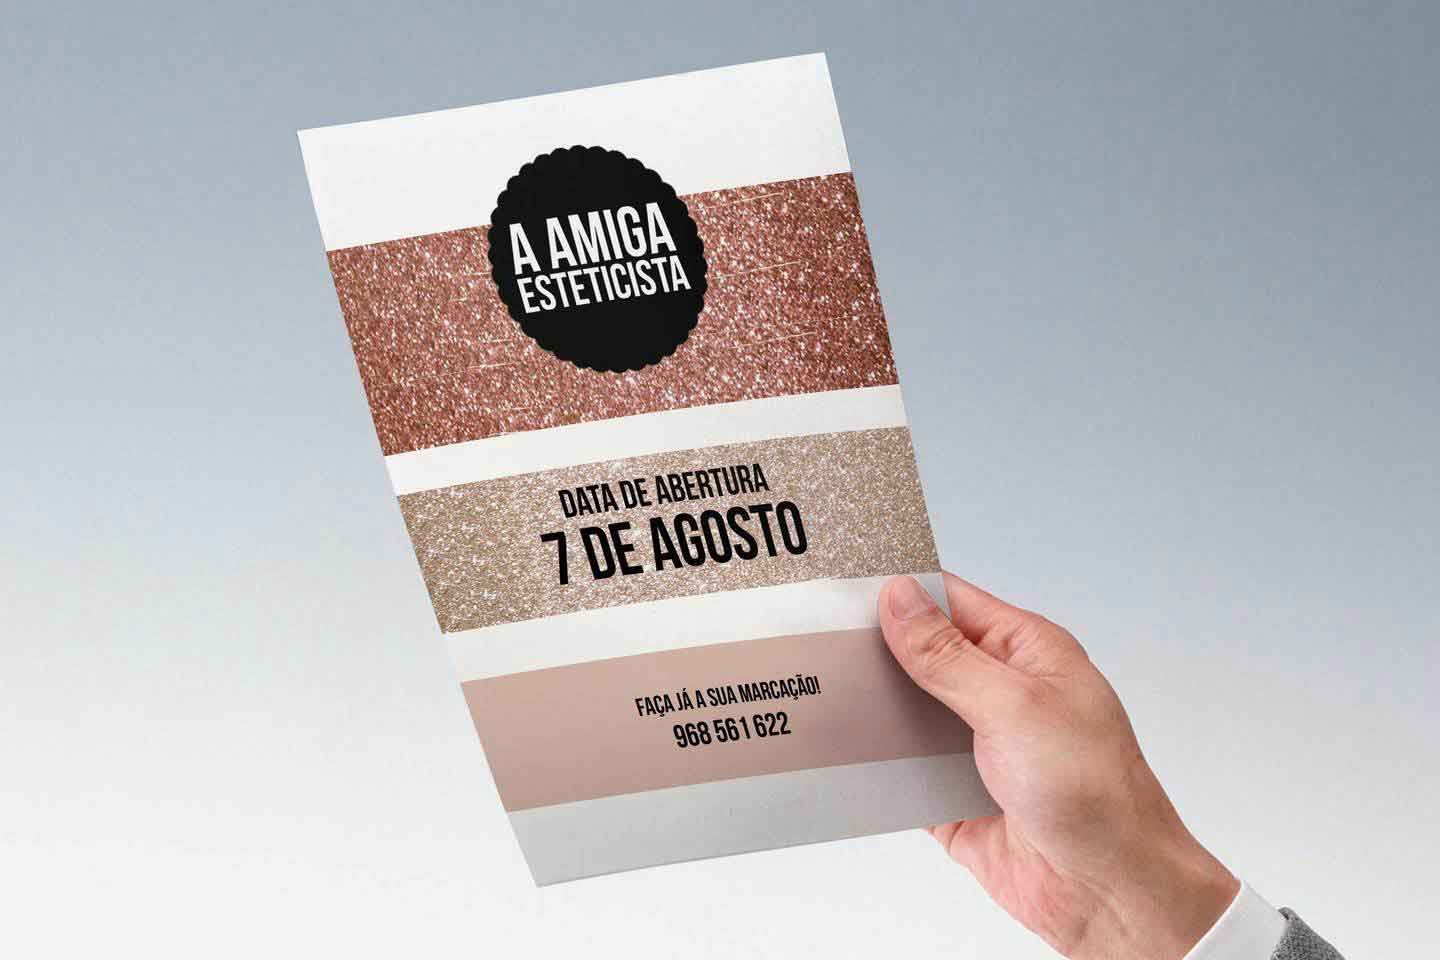 A AMIGA
ESTETICISTA
DATA DE ABERTURA
7 DE AGOSTO
FAÇA JÁ A SUA MARCAÇÃO!
968 561 622